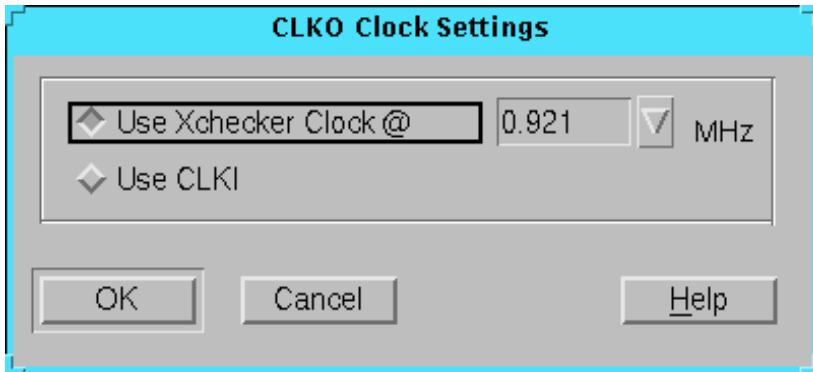 CLKO Clock Settings
Use Xchecker Clock @ 0.921 MHz
Use CLKI
OK Cancel Help